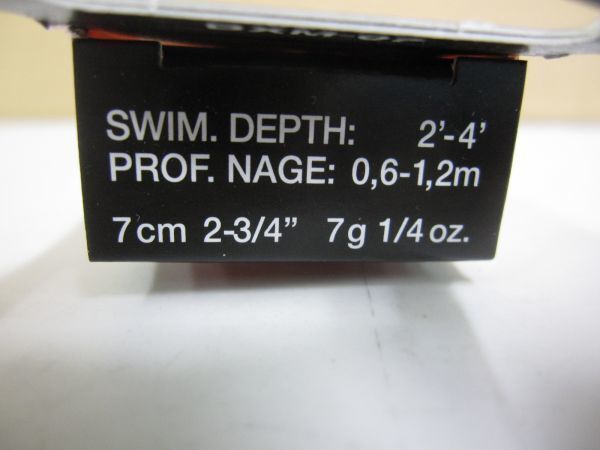 SWIM. DEPTH: 2'-4'
PROF. NAGE: 0,6-1,2m
7cm 2-3/4" 7g 1/4oz.